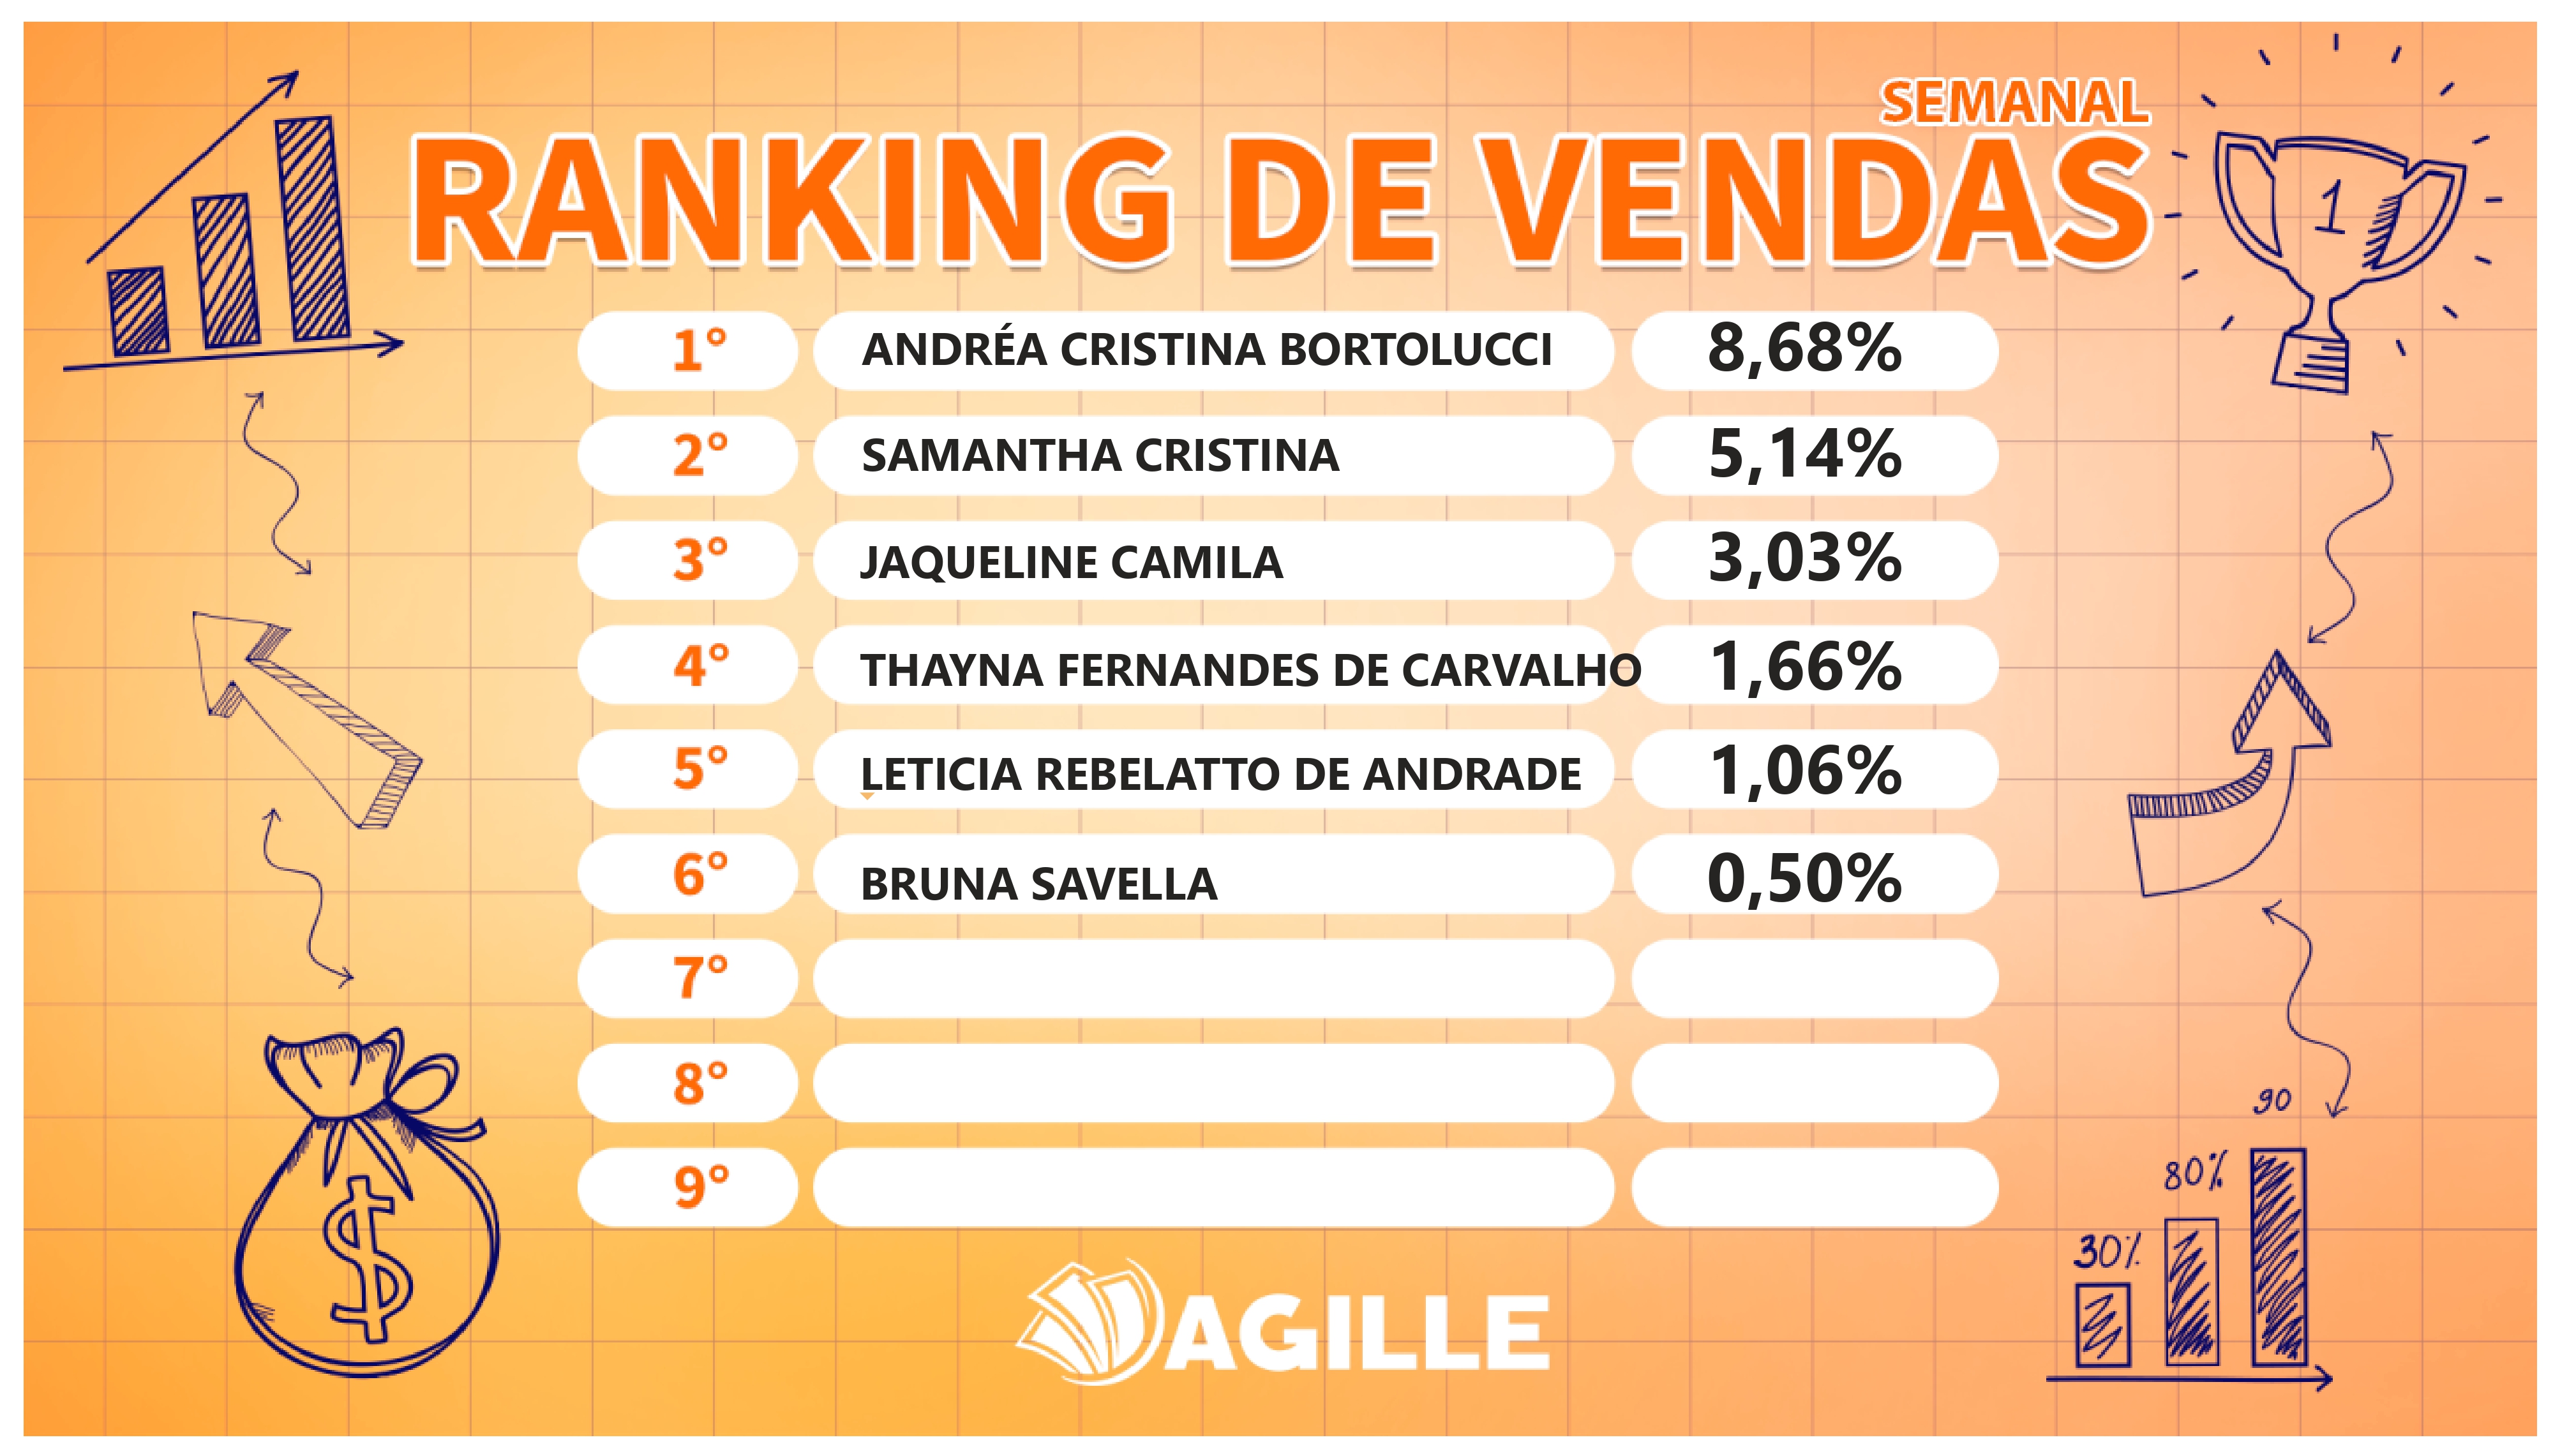 SEMANAL
RANKING DE VENDAS
1
1° ANDRÉA CRISTINA BORTOLUCCI 8,68%
2° SAMANTHA CRISTINA 5,14%
3° JAQUELINE CAMILA 3,03%
4° THAYNA FERNANDES DE CARVALHO 1,66%
5° LETICIA REBELATTO DE ANDRADE 1,06%
6° BRUNA SAVELLA 0,50%
7°
8°
9°
$
90
80%
30%
AGILLE